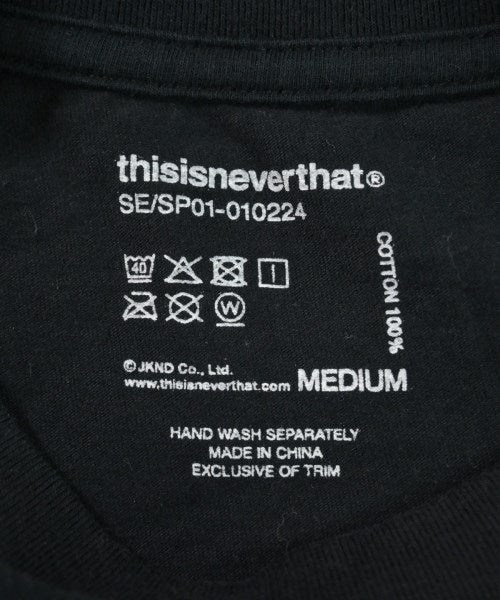 thisisneverthat®
SE/SP01-010224
40
W
COTTON 100%
© JKND Co., Ltd.
www.thisisneverthat.com
MEDIUM
HAND WASH SEPARATELY
MADE IN CHINA
EXCLUSIVE OF TRIM